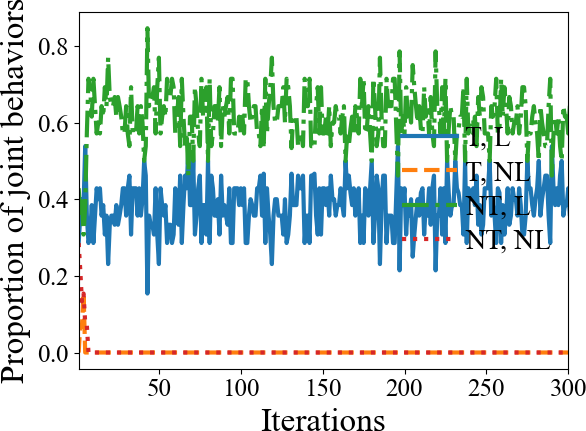 Proportion of joint behaviors
0.8
0.6
0.4
0.2
0.0
T, L
T, NL
NT, L
NT, NL
50 100 150 200 250 300
Iterations